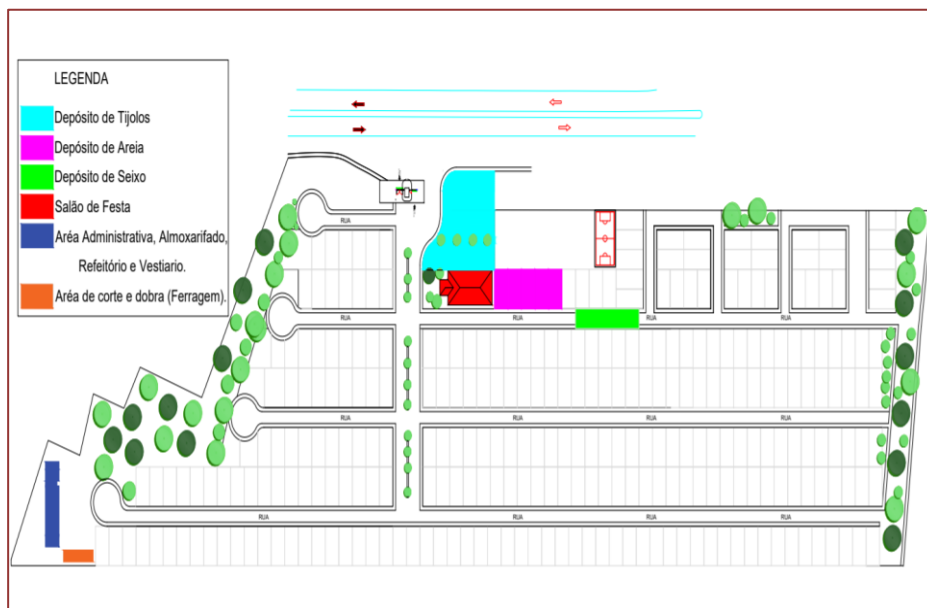 LEGENDA
Depósito de Tijolos
Depósito de Areia
Depósito de Seixo
Salão de Festa
Aréa Administrativa, Almoxarifado,
Refeitório e Vestiario.
Aréa de corte e dobra (Ferragem).
RUA
RUA
RUA
RUA
RUA
RUA
RUA
RUA
RUA
RUA
RUA
RUA
RUA
RUA